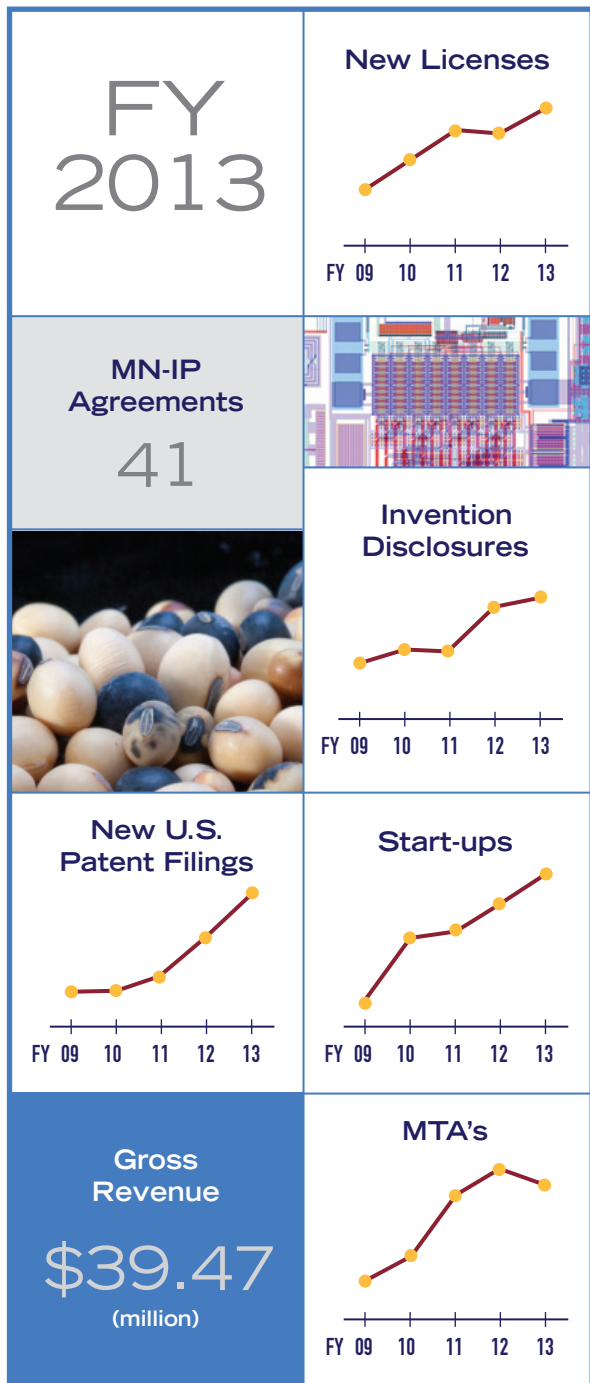 FY
2013
New Licenses
FY 09 10 11 12 13
MN-IP
Agreements
41
Invention
Disclosures
FY 09 10 11 12 13
New U.S.
Patent Filings
FY 09 10 11 12 13
Start-ups
FY 09 10 11 12 13
Gross
Revenue
$39.47
(million)
MTA's
FY 09 10 11 12 13